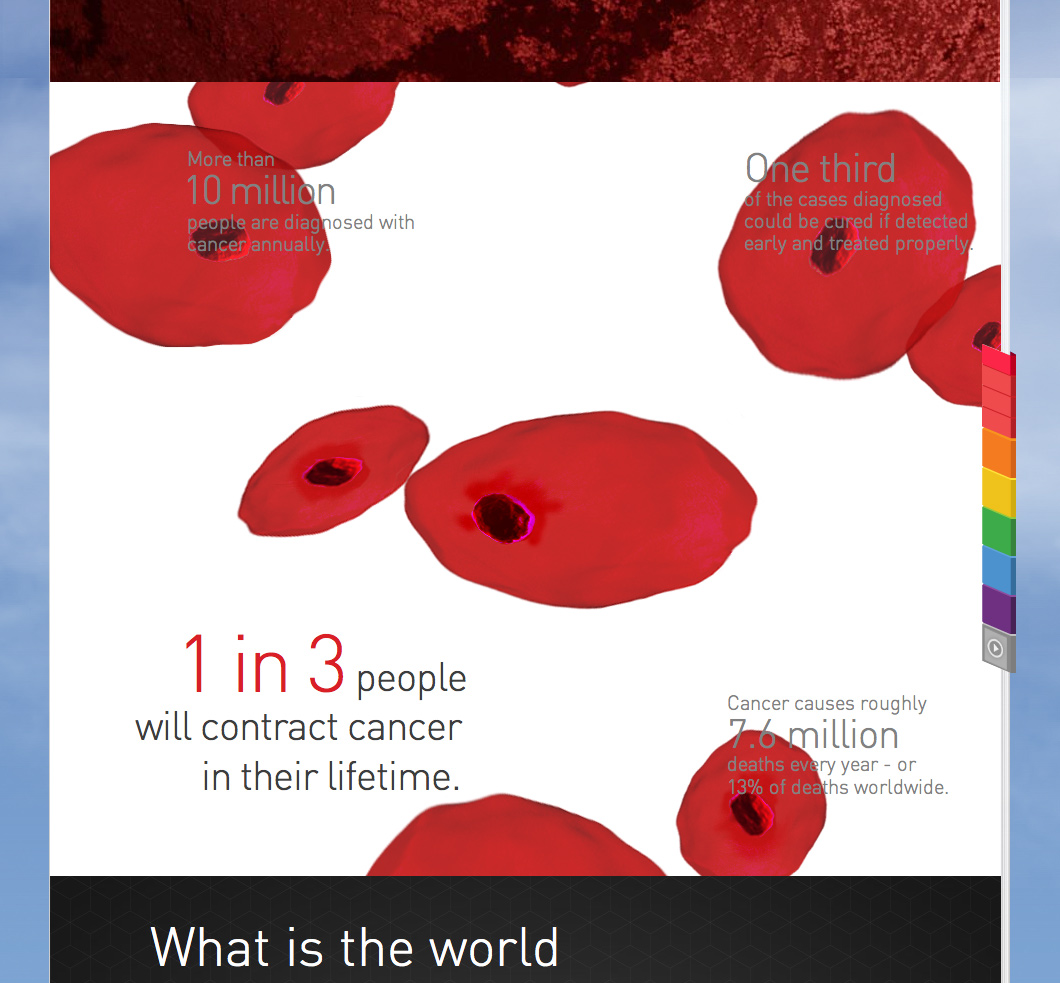 More than
10 million
people are diagnosed with
cancer annually.
One third
of the cases diagnosed
could be cured if detected
early and treated properly.
1 in 3 people
will contract cancer
in their lifetime.
Cancer causes roughly
7.6 million
deaths every year - or
13% of deaths worldwide.
What is the world